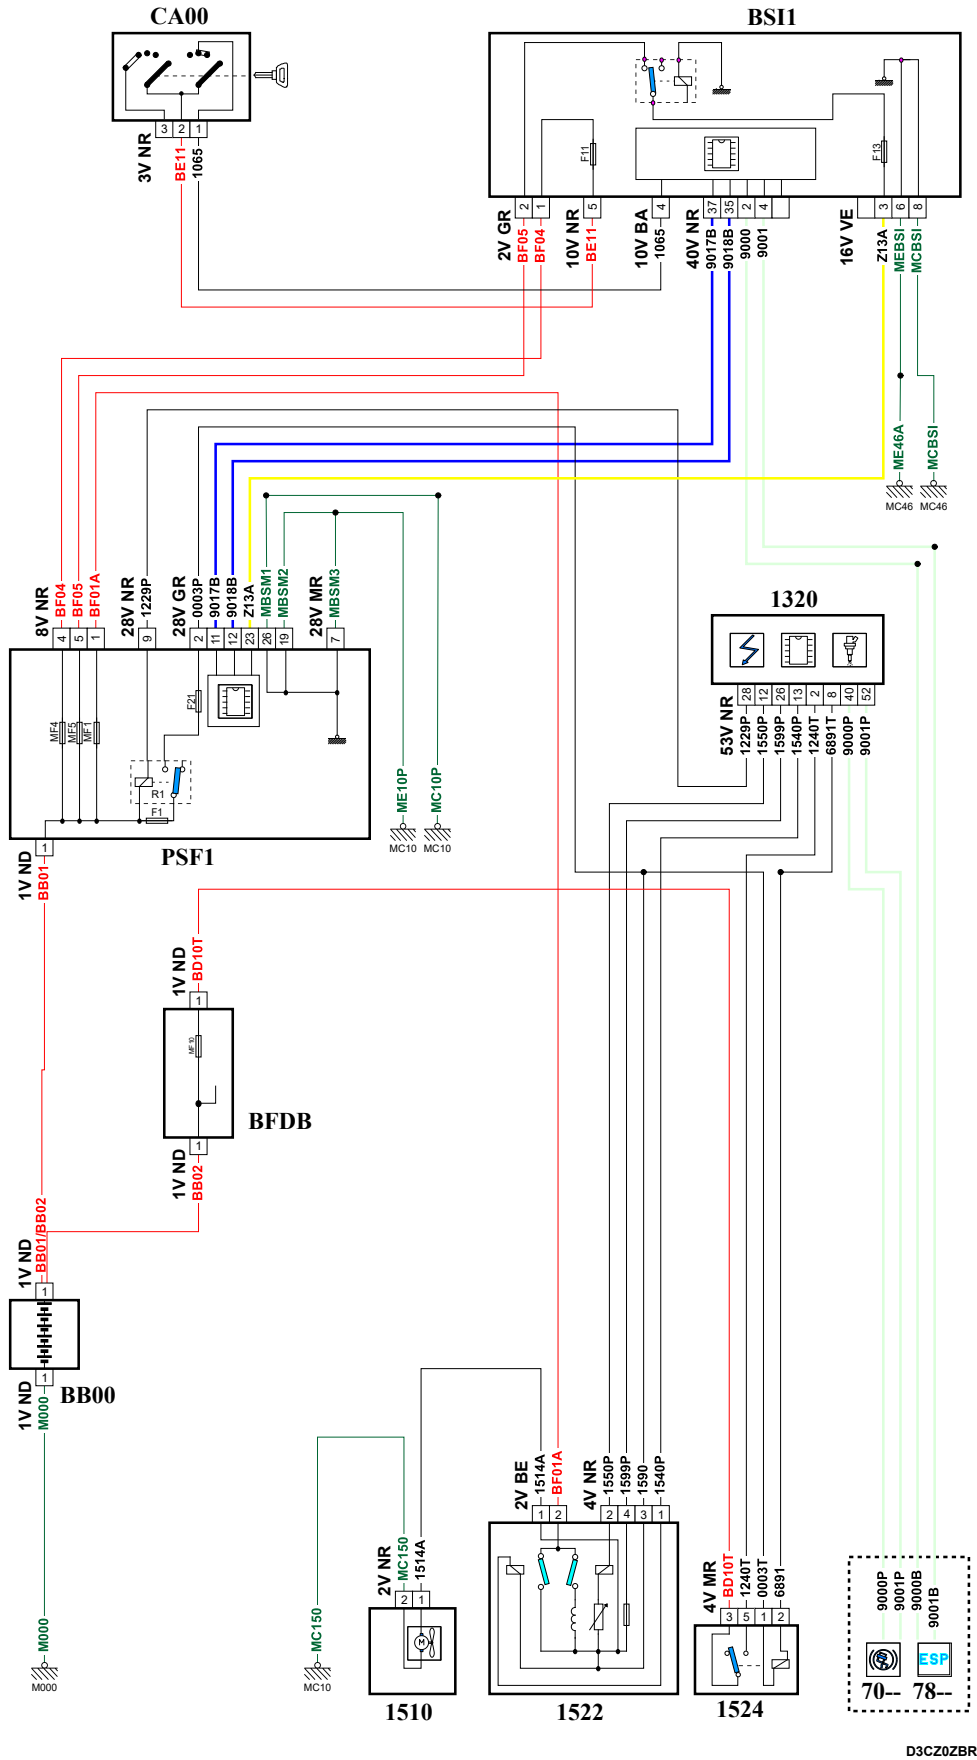 CA00
BSI1
3 2 1
3V NR
BE11
1065
F11
F13
2 1 5 4 37 35 2 4 3 6 8
2V GR
BF05
BF04
10V NR
BE11
10V BA
1065
40V NR
9017B
9018B
9000
9001
16V VE
Z13A
MEBSI
MCBSI
ME46A
MCBSI
MC46
MC46
8V NR
BF04
BF05
BF01A
28V NR
1229P
28V GR
0003P
9017B
9018B
Z13A
MBSM1
MBSM2
28V MR
MBSM3
4 5 1 9 2 11 12 23 26 19 7
MF4
MF5
MF1
F21
R1
F1
PSF1
ME10P
MC10P
MC10
MC10
1320
28 12 26 13 2 8 40 52
53V NR
1229P
1550P
1599P
1540P
1240T
6891T
9000P
9001P
1
1V ND
BB01
1V ND
BD10T
1
MF10
BFDB
1
1V ND
BB02
1V ND
BB01/BB02
1
BB00
1
1V ND
M000
M000
M000
MC150
MC10
2V NR
MC150
1514A
2 1
M
1510
2V BE
1514A
BF01A
4V NR
1550P
1599P
1590
1540P
1 2 2 4 3 1
1522
4V MR
BD10T
1240T
0003T
6891
3 5 1 2
1524
9000P
9001P
9000B
9001B
ESP
70-- 78--
D3CZ0ZBR